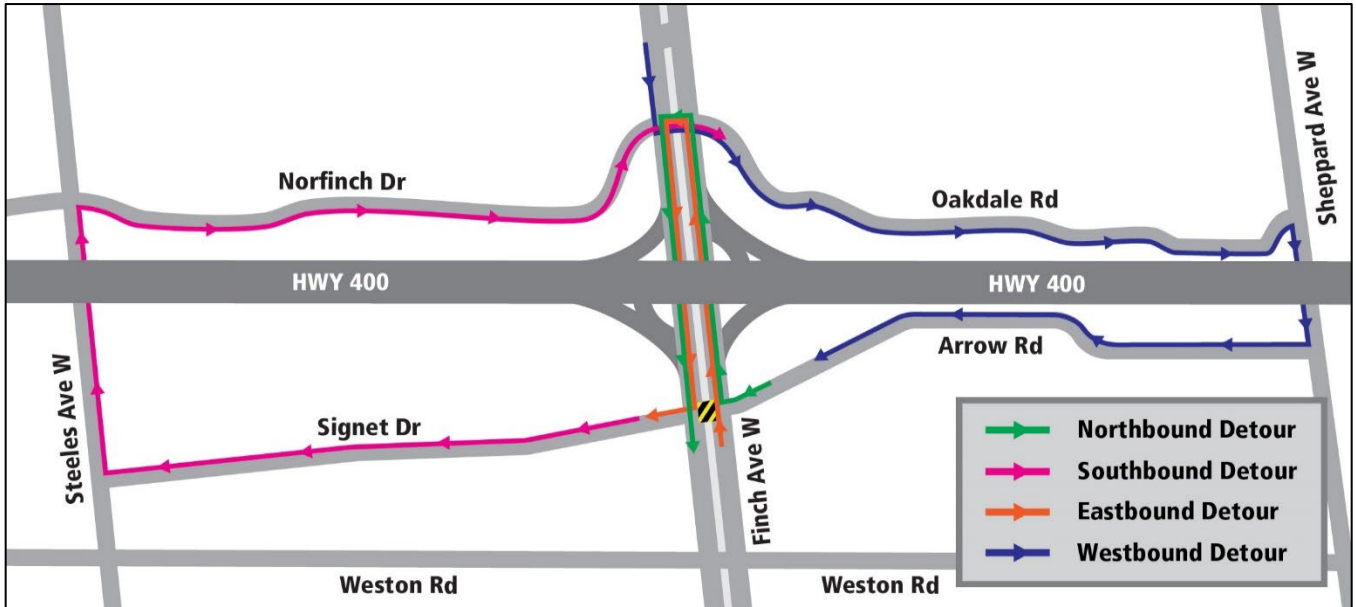 Norfinch Dr
Oakdale Rd
Sheppard Ave W
HWY 400
HWY 400
Steeles Ave W
Arrow Rd
Signet Dr
Finch Ave W
Weston Rd
Weston Rd
Northbound Detour
Southbound Detour
Eastbound Detour
Westbound Detour